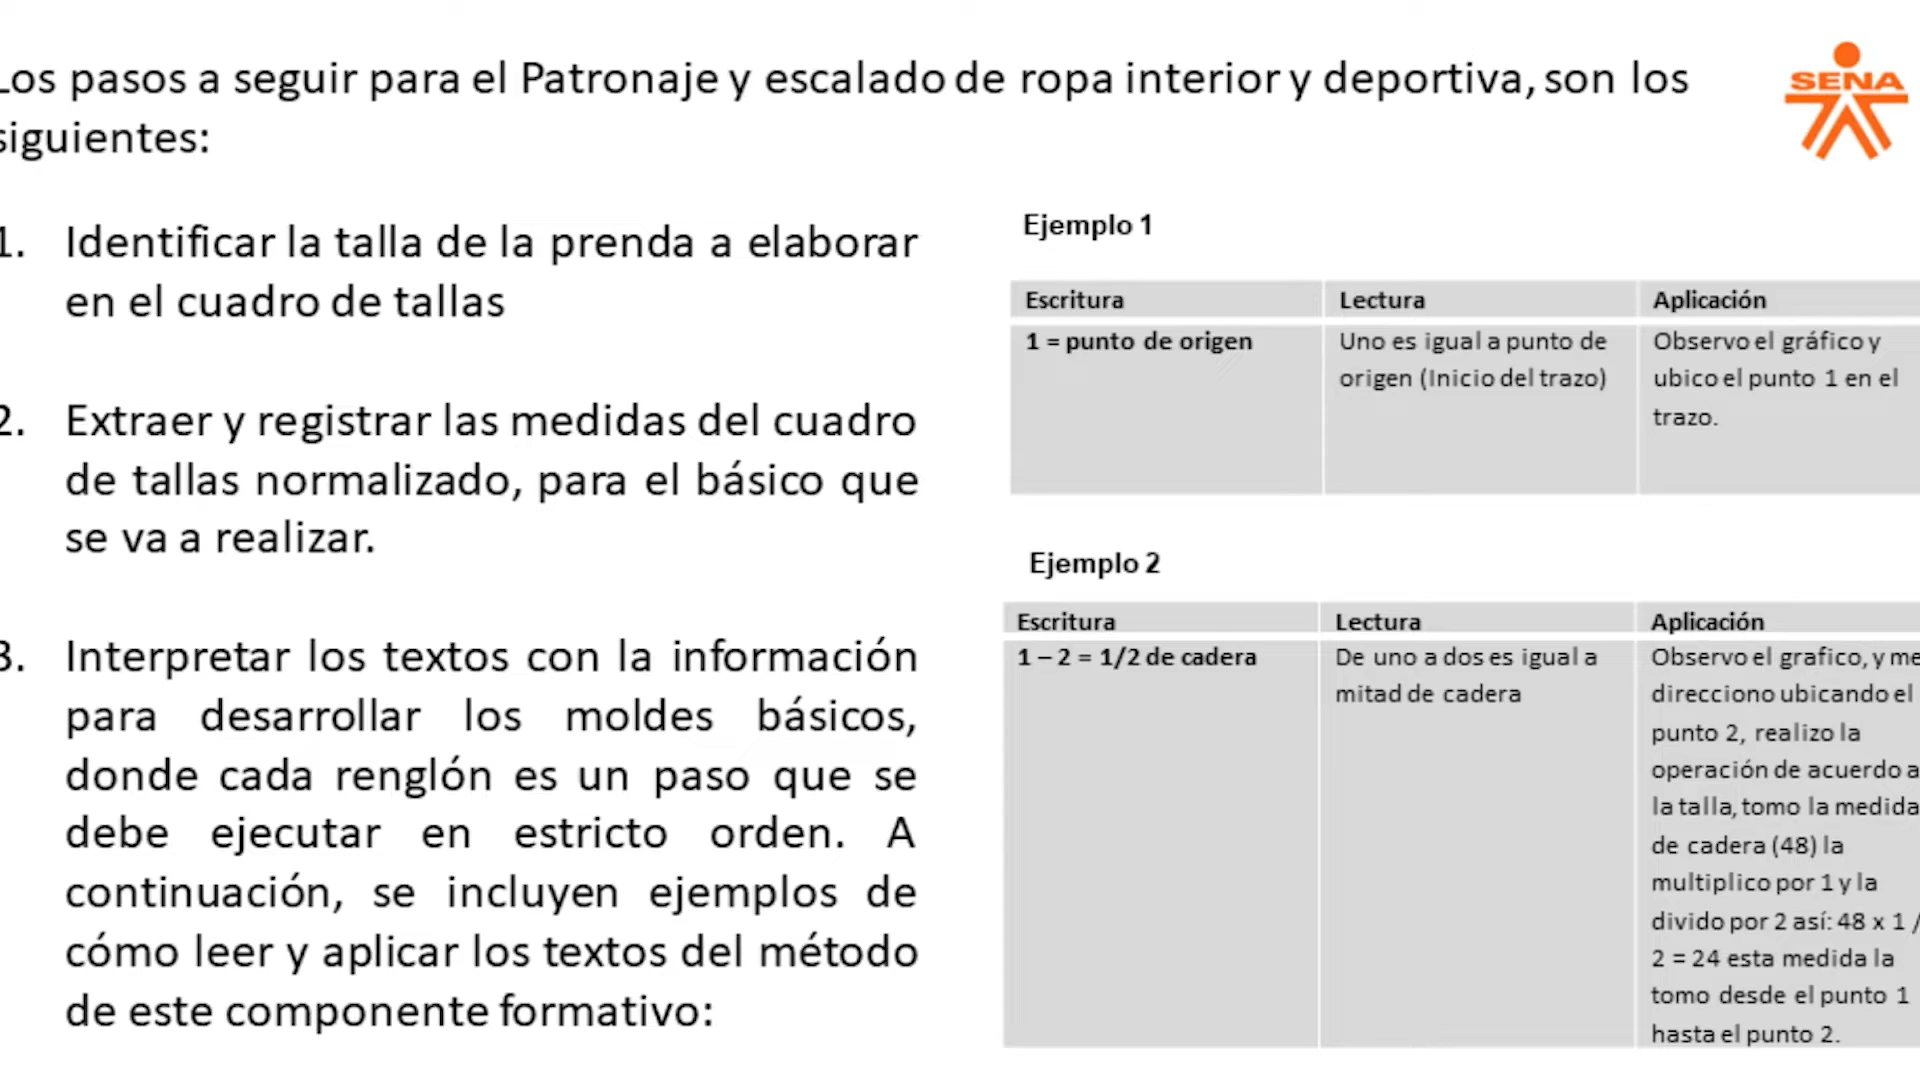 Los pasos a seguir para el Patronaje y escalado de ropa interior y deportiva, son los
siguientes:
SENA
1. Identificar la talla de la prenda a elaborar
en el cuadro de tallas
2. Extraer y registrar las medidas del cuadro
de tallas normalizado, para el básico que
se va a realizar.
3. Interpretar los textos con la información
para desarrollar los moldes básicos,
donde cada renglón es un paso que se
debe ejecutar en estricto orden. A
continuación, se incluyen ejemplos de
cómo leer y aplicar los textos del método
de este componente formativo:
Ejemplo 1
Escritura
Lectura
Aplicación
1 = punto de origen
Uno es igual a punto de
origen (Inicio del trazo)
Observo el gráfico y
ubico el punto 1 en el
trazo.
Ejemplo 2
Escritura
Lectura
Aplicación
1 – 2 = 1/2 de cadera
De uno a dos es igual a
mitad de cadera
Observo el grafico, y me
direcciono ubicando el
punto 2, realizo la
operación de acuerdo a
la talla, tomo la medida
de cadera (48) la
multiplico por 1 y la
divido por 2 así: 48 x 1 /
2 = 24 esta medida la
tomo desde el punto 1
hasta el punto 2.